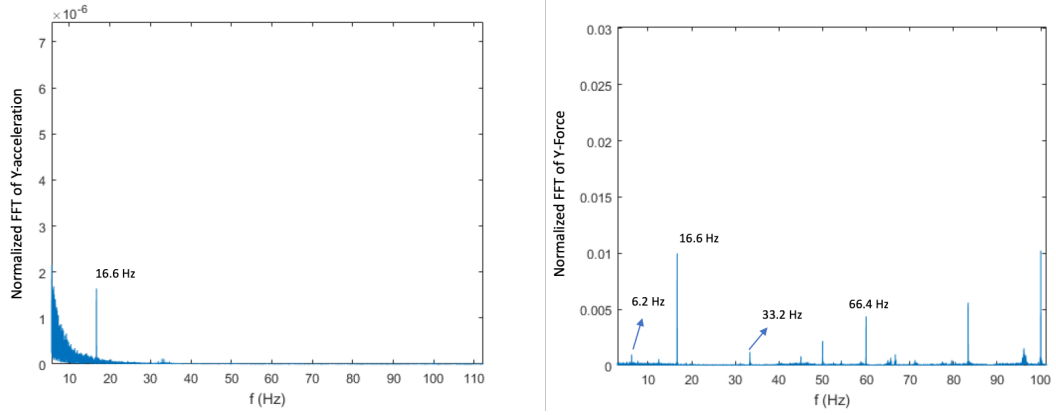 ×10⁻⁶
7
6
5
4
3
2
1
0
Normalized FFT of Y-acceleration
16.6 Hz
10 20 30 40 50 60 70 80 90 100 110
f (Hz)
0.03
0.025
0.02
0.015
0.01
0.005
0
Normalized FFT of Y-Force
16.6 Hz
6.2 Hz
33.2 Hz
66.4 Hz
10 20 30 40 50 60 70 80 90 100
f (Hz)